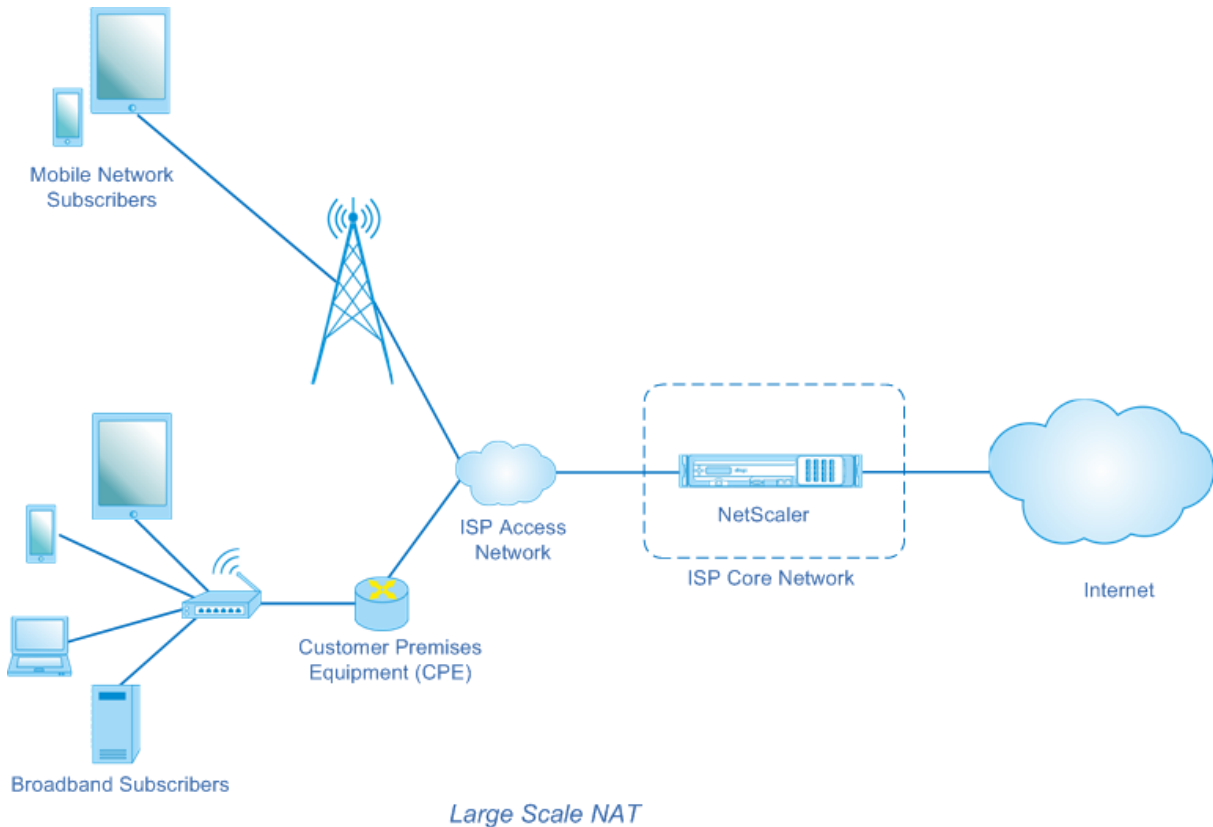 Mobile Network
Subscribers
ISP Access
Network
NetScaler
ISP Core Network
Internet
Customer Premises
Equipment (CPE)
Broadband Subscribers
Large Scale NAT